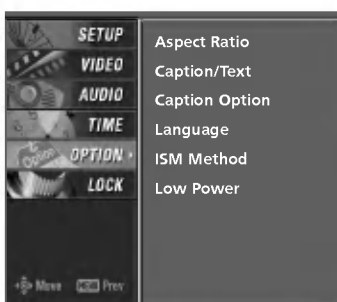 SETUP
VIDEO
AUDIO
TIME
OPTION
LOCK
Aspect Ratio
Caption/Text
Caption Option
Language
ISM Method
Low Power
Move
Prev